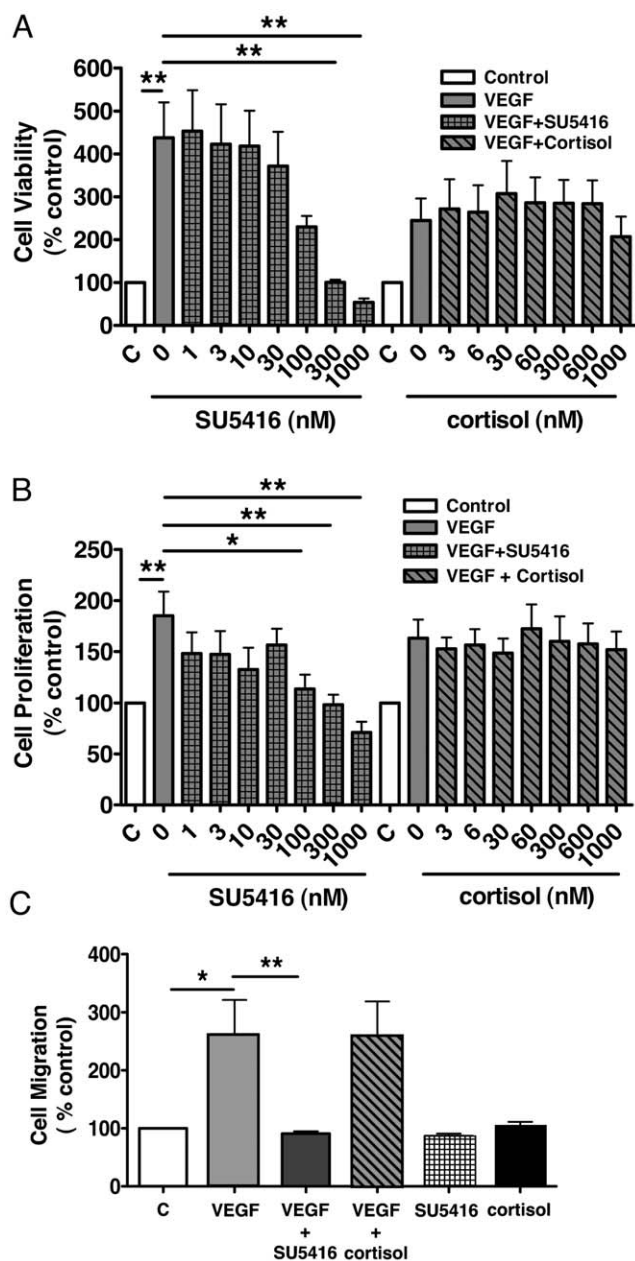 A
**
**
**
Control
VEGF
VEGF+SU5416
VEGF+Cortisol
Cell Viability
(% control)
600
500
400
300
200
100
0
C 0 1 3 10 30 100 300 1000 C 0 3 6 30 60 300 600 1000
SU5416 (nM) cortisol (nM)
B
**
**
*
**
Control
VEGF
VEGF+SU5416
VEGF + Cortisol
Cell Proliferation
(% control)
250
200
150
100
50
0
C 0 1 3 10 30 100 300 1000 C 0 3 6 30 60 300 600 1000
SU5416 (nM) cortisol (nM)
C
* **
Cell Migration
( % control)
400
300
200
100
0
C VEGF VEGF VEGF SU5416 cortisol
+ +
SU5416 cortisol